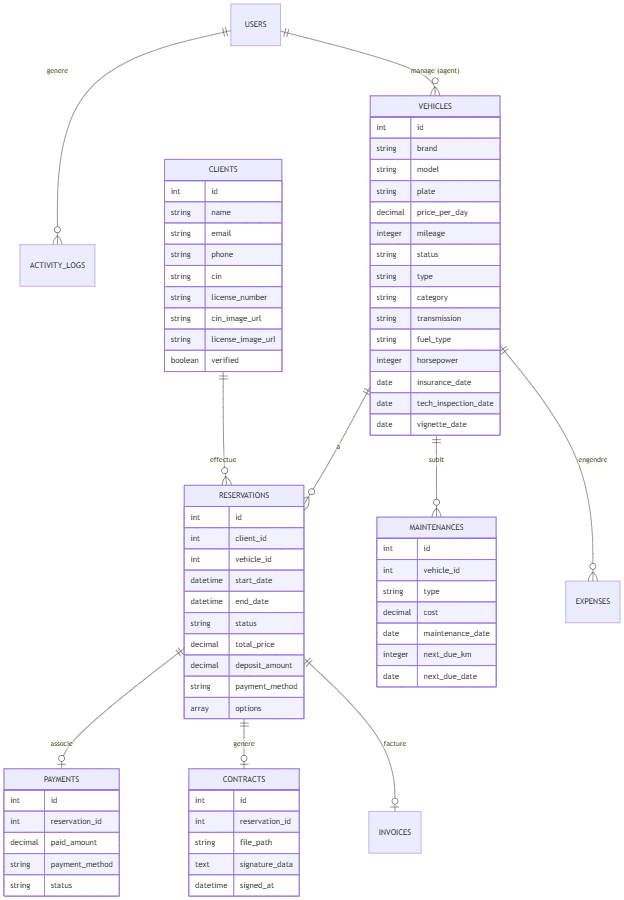 USERS
genere
manage (agent)
VEHICLES
int id
string brand
string model
string plate
decimal price_per_day
integer mileage
string status
string type
string category
string transmission
string fuel_type
integer horsepower
date insurance_date
date tech_inspection_date
date vignette_date
CLIENTS
int id
string name
string email
string phone
string cin
string license_number
string cin_image_url
string license_image_url
boolean verified
ACTIVITY_LOGS
effectue
a
subit
engendre
RESERVATIONS
int id
int client_id
int vehicle_id
datetime start_date
datetime end_date
string status
decimal total_price
decimal deposit_amount
string payment_method
array options
MAINTENANCES
int id
int vehicle_id
string type
decimal cost
date maintenance_date
integer next_due_km
date next_due_date
EXPENSES
associe
genere
facture
PAYMENTS
int id
int reservation_id
decimal paid_amount
string payment_method
string status
CONTRACTS
int id
int reservation_id
string file_path
text signature_data
datetime signed_at
INVOICES